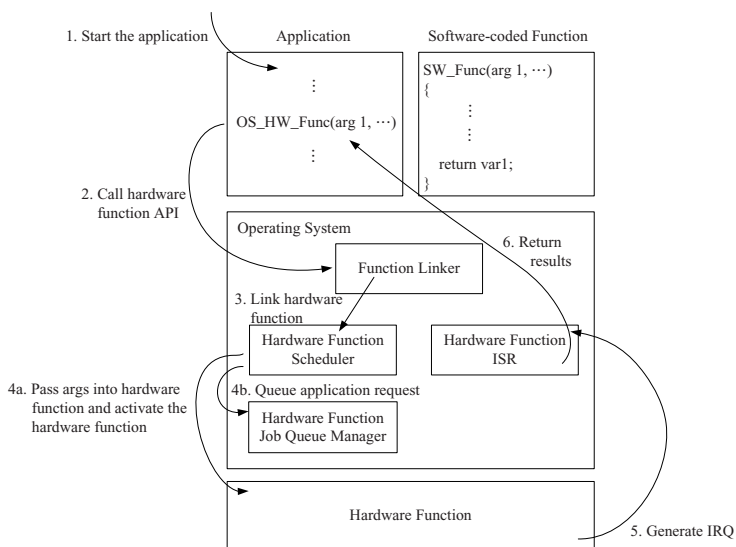 1. Start the application
Application
Software-coded Function
⋮
OS_HW_Func(arg 1, ⋯)
⋮
SW_Func(arg 1, ⋯)
{
⋮
⋮
return var1;
}
2. Call hardware
function API
Operating System
6. Return
results
Function Linker
3. Link hardware
function
Hardware Function
Scheduler
Hardware Function
ISR
4a. Pass args into hardware
function and activate the
hardware function
4b. Queue application request
Hardware Function
Job Queue Manager
Hardware Function
5. Generate IRQ